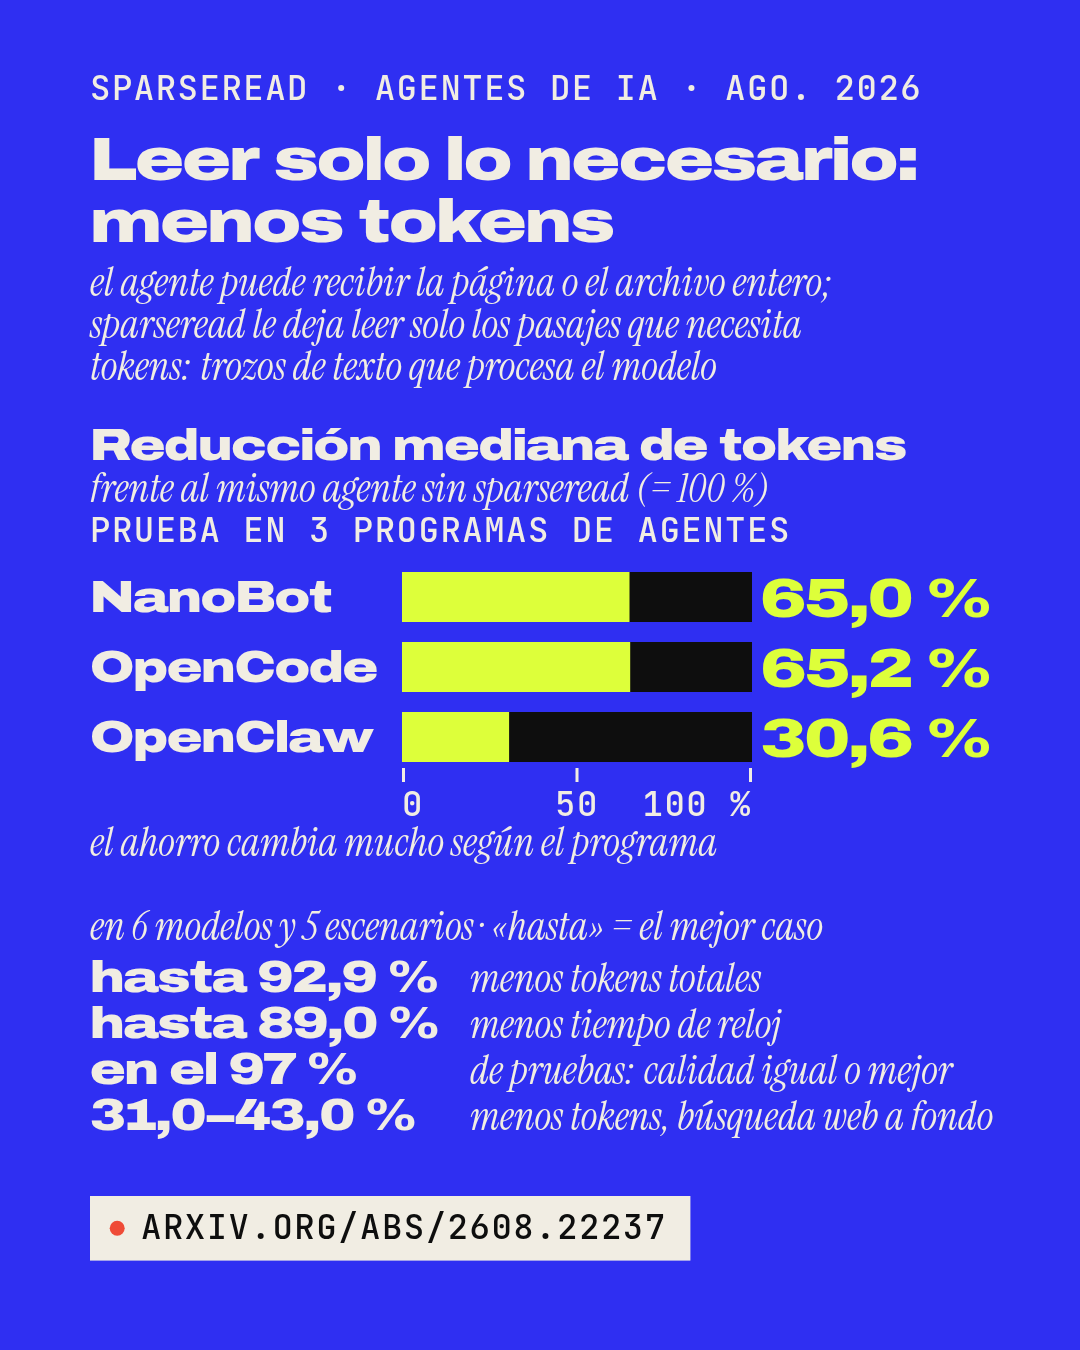 SPARSEREAD · AGENTES DE IA · AGO. 2026
Leer solo lo necesario:
menos tokens
el agente puede recibir la página o el archivo entero;
sparseread le deja leer solo los pasajes que necesita
tokens: trozos de texto que procesa el modelo
Reducción mediana de tokens
frente al mismo agente sin sparseread (= 100 %)
PRUEBA EN 3 PROGRAMAS DE AGENTES
NanoBot 65,0 %
OpenCode 65,2 %
OpenClaw 30,6 %
0 50 100 %
el ahorro cambia mucho según el programa
en 6 modelos y 5 escenarios · «hasta» = el mejor caso
hasta 92,9 % menos tokens totales
hasta 89,0 % menos tiempo de reloj
en el 97 % de pruebas: calidad igual o mejor
31,0–43,0 % menos tokens, búsqueda web a fondo
ARXIV.ORG/ABS/2608.22237